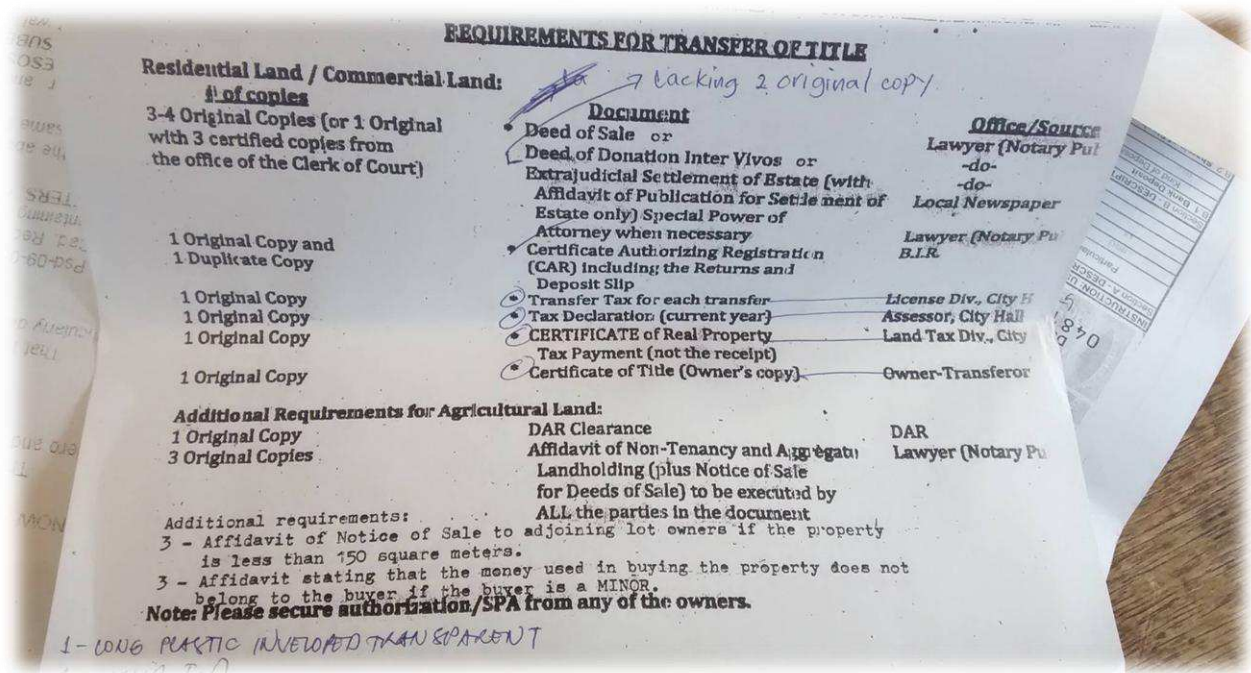 REQUIREMENTS FOR TRANSFER OF TITLE
Residential Land / Commercial Land:
→ Lacking 2 original copy
# of copies Document Office/Source
3-4 Original Copies (or 1 Original • Deed of Sale or Lawyer (Notary Pub
with 3 certified copies from Deed of Donation Inter Vivos or -do-
the office of the Clerk of Court) Extrajudicial Settlement of Estate (with -do-
Affidavit of Publication for Settlement of Local Newspaper
Estate only) Special Power of
Attorney when necessary Lawyer (Notary Pu
1 Original Copy and • Certificate Authorizing Registration B.I.R.
1 Duplicate Copy (CAR) including the Returns and
Deposit Slip
1 Original Copy • Transfer Tax for each transfer License Div., City H
1 Original Copy • Tax Declaration (current year) Assessor, City Hall
1 Original Copy • CERTIFICATE of Real Property Land Tax Div., City
Tax Payment (not the receipt)
1 Original Copy • Certificate of Title (Owner's copy) Owner-Transferor
Additional Requirements for Agricultural Land:
1 Original Copy DAR Clearance DAR
3 Original Copies Affidavit of Non-Tenancy and Aggregate Lawyer (Notary Pu
Landholding (plus Notice of Sale
for Deeds of Sale) to be executed by
ALL the parties in the document
Additional requirements:
3 - Affidavit of Notice of Sale to adjoining lot owners if the property
is less than 150 square meters.
3 - Affidavit stating that the money used in buying the property does not
belong to the buyer if the buyer is a MINOR.
Note: Please secure authorization/SPA from any of the owners.
1 - LONG PLASTIC INVELOPED TRANSPARENT